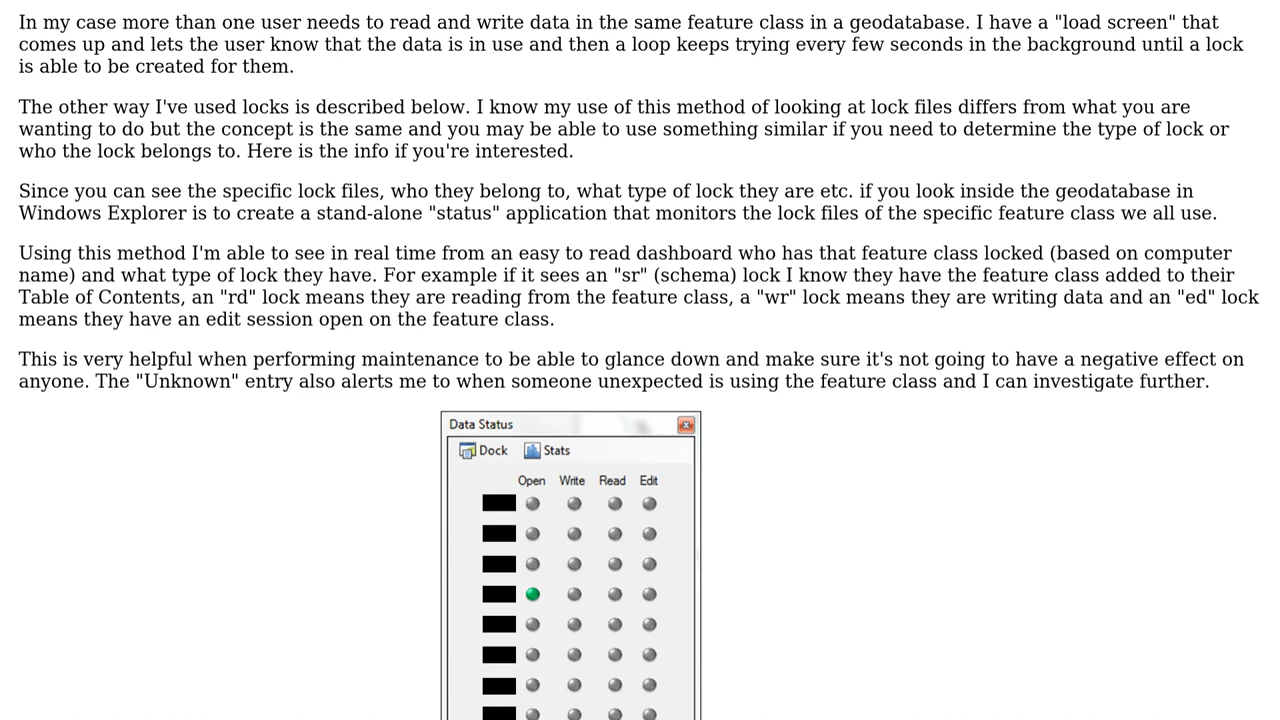 In my case more than one user needs to read and write data in the same feature class in a geodatabase. I have a "load screen" that
comes up and lets the user know that the data is in use and then a loop keeps trying every few seconds in the background until a lock
is able to be created for them.
The other way I've used locks is described below. I know my use of this method of looking at lock files differs from what you are
wanting to do but the concept is the same and you may be able to use something similar if you need to determine the type of lock or
who the lock belongs to. Here is the info if you're interested.
Since you can see the specific lock files, who they belong to, what type of lock they are etc. if you look inside the geodatabase in
Windows Explorer is to create a stand-alone "status" application that monitors the lock files of the specific feature class we all use.
Using this method I'm able to see in real time from an easy to read dashboard who has that feature class locked (based on computer
name) and what type of lock they have. For example if it sees an "sr" (schema) lock I know they have the feature class added to their
Table of Contents, an "rd" lock means they are reading from the feature class, a "wr" lock means they are writing data and an "ed" lock
means they have an edit session open on the feature class.
This is very helpful when performing maintenance to be able to glance down and make sure it's not going to have a negative effect on
anyone. The "Unknown" entry also alerts me to when someone unexpected is using the feature class and I can investigate further.
Data Status
Dock Stats
Open Write Read Edit